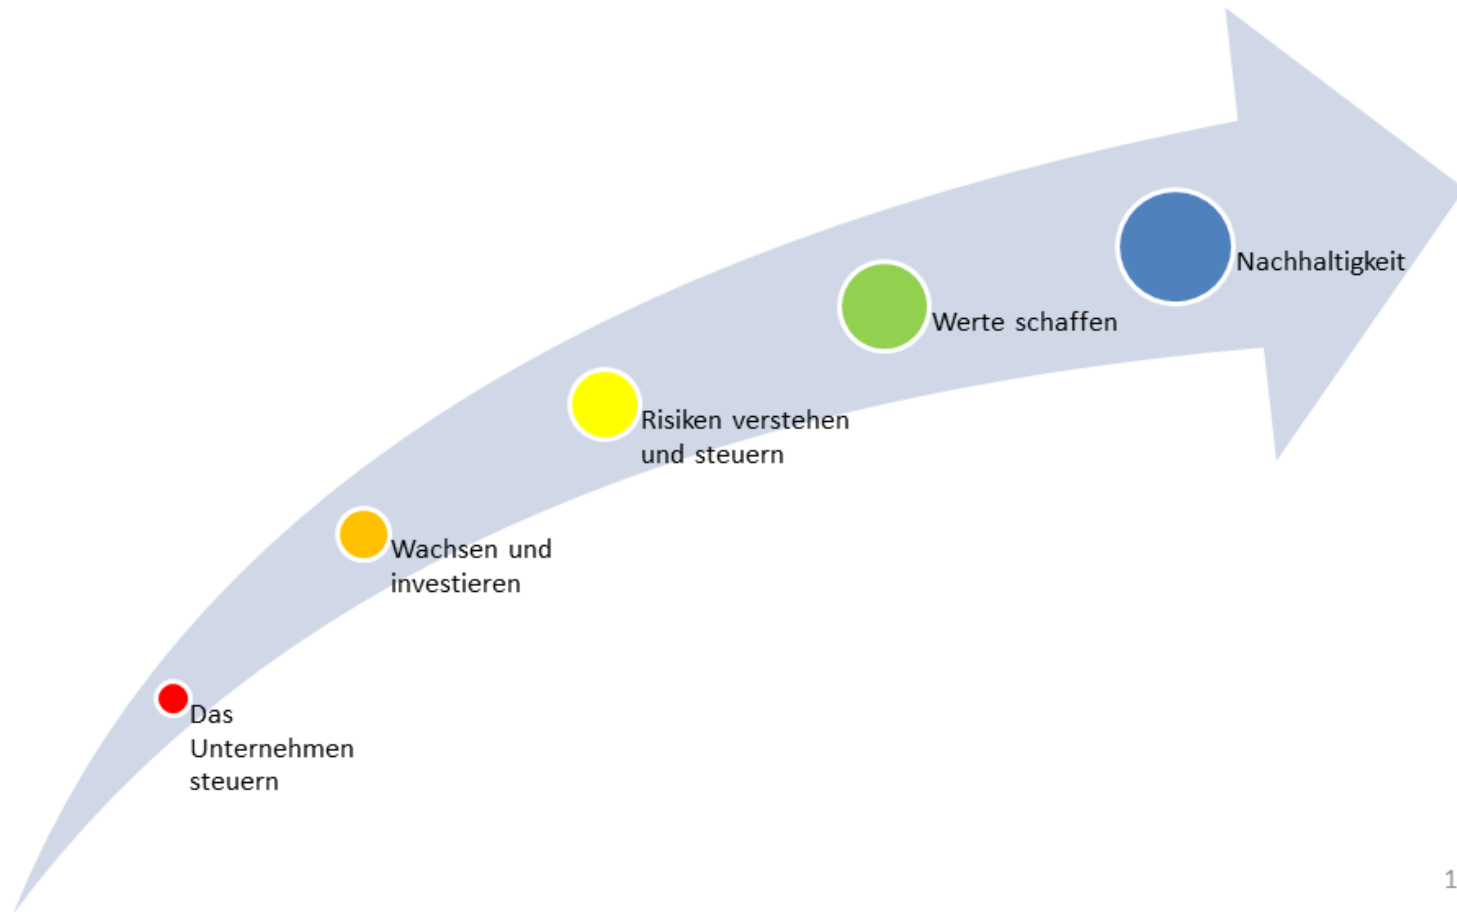 Nachhaltigkeit
Werte schaffen
Risiken verstehen
und steuern
Wachsen und
investieren
Das
Unternehmen
steuern
1